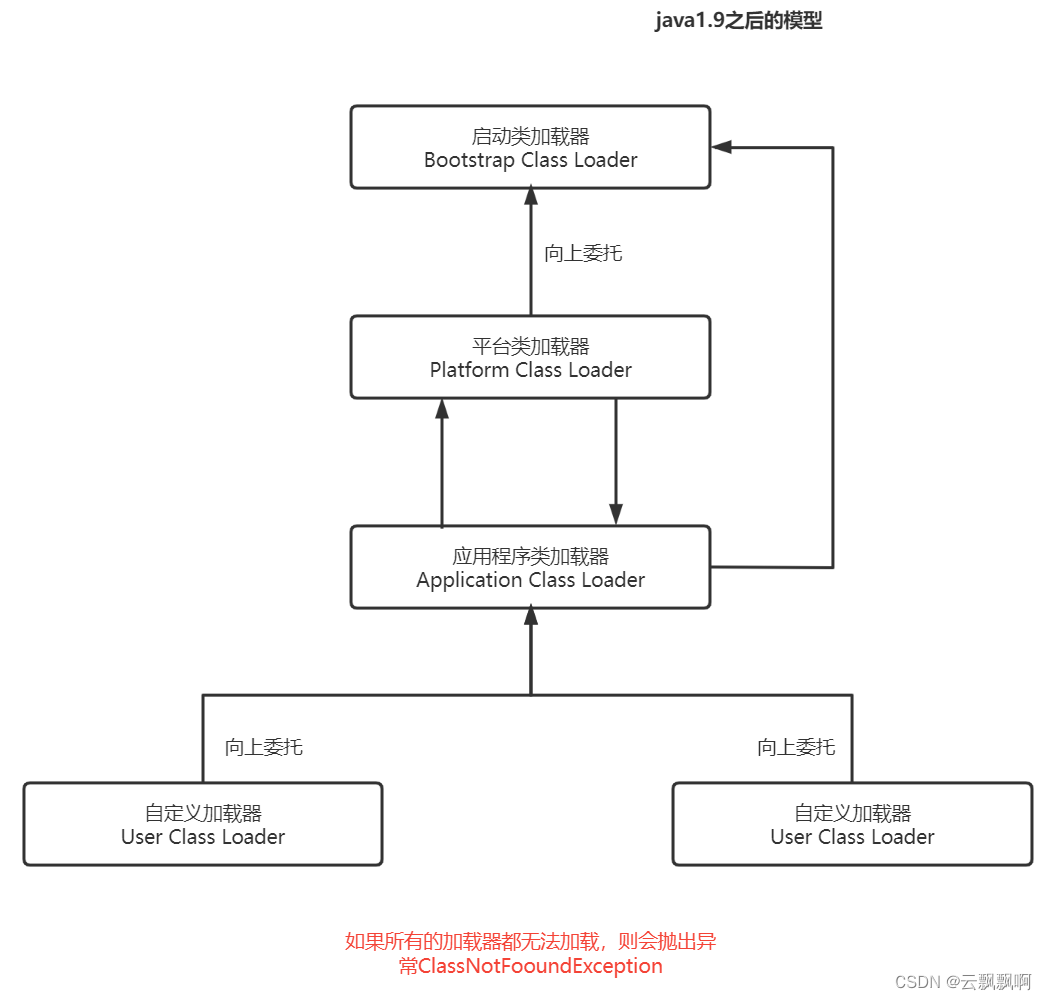 java1.9之后的模型
启动类加载器
Bootstrap Class Loader
向上委托
平台类加载器
Platform Class Loader
应用程序类加载器
Application Class Loader
向上委托
向上委托
自定义加载器
User Class Loader
自定义加载器
User Class Loader
如果所有的加载器都无法加载，则会抛出异
常ClassNotFooundException
CSDN @云飘飘啊